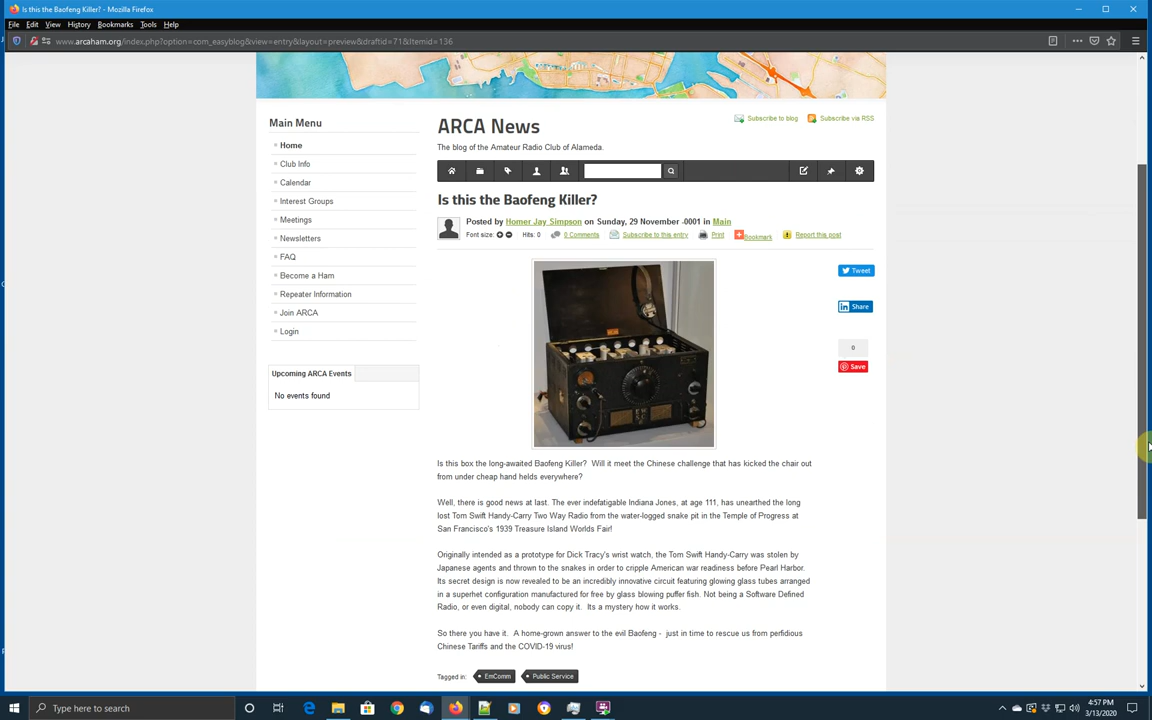 Is this the Baofeng Killer? - Mozilla Firefox
File Edit View History Bookmarks Tools Help
www.arcaham.org/index.php?option=com_easyblog&view=entry&layout=preview&draftid=71&Itemid=136
Main Menu
Home
Club Info
Calendar
Interest Groups
Meetings
Newsletters
FAQ
Become a Ham
Repeater Information
Join ARCA
Login
Upcoming ARCA Events
No events found
Subscribe to blog Subscribe via RSS
ARCA News
The blog of the Amateur Radio Club of Alameda.
Is this the Baofeng Killer?
Posted by Homer Jay Simpson on Sunday, 29 November -0001 in Main
Font size: Hits: 0 0 Comments Subscribe to this entry Print Bookmark Report this post
Tweet
Share
0
Save
Is this box the long-awaited Baofeng Killer? Will it meet the Chinese challenge that has kicked the chair out
from under cheap hand helds everywhere?
Well, there is good news at last. The ever indefatigable Indiana Jones, at age 111, has unearthed the long
lost Tom Swift Handy-Carry Two Way Radio from the water-logged snake pit in the Temple of Progress at
San Francisco's 1939 Treasure Island Worlds Fair!
Originally intended as a prototype for Dick Tracy's wrist watch, the Tom Swift Handy-Carry was stolen by
Japanese agents and thrown to the snakes in order to cripple American war readiness before Pearl Harbor.
Its secret design is now revealed to be an incredibly innovative circuit featuring glowing glass tubes arranged
in a superhet configuration manufactured for free by glass blowing puffer fish. Not being a Software Defined
Radio, or even digital, nobody can copy it. Its a mystery how it works.
So there you have it. A home-grown answer to the evil Baofeng - just in time to rescue us from perfidious
Chinese Tariffs and the COVID-19 virus!
Tagged in: EmComm Public Service
Type here to search
4:57 PM
3/13/2020